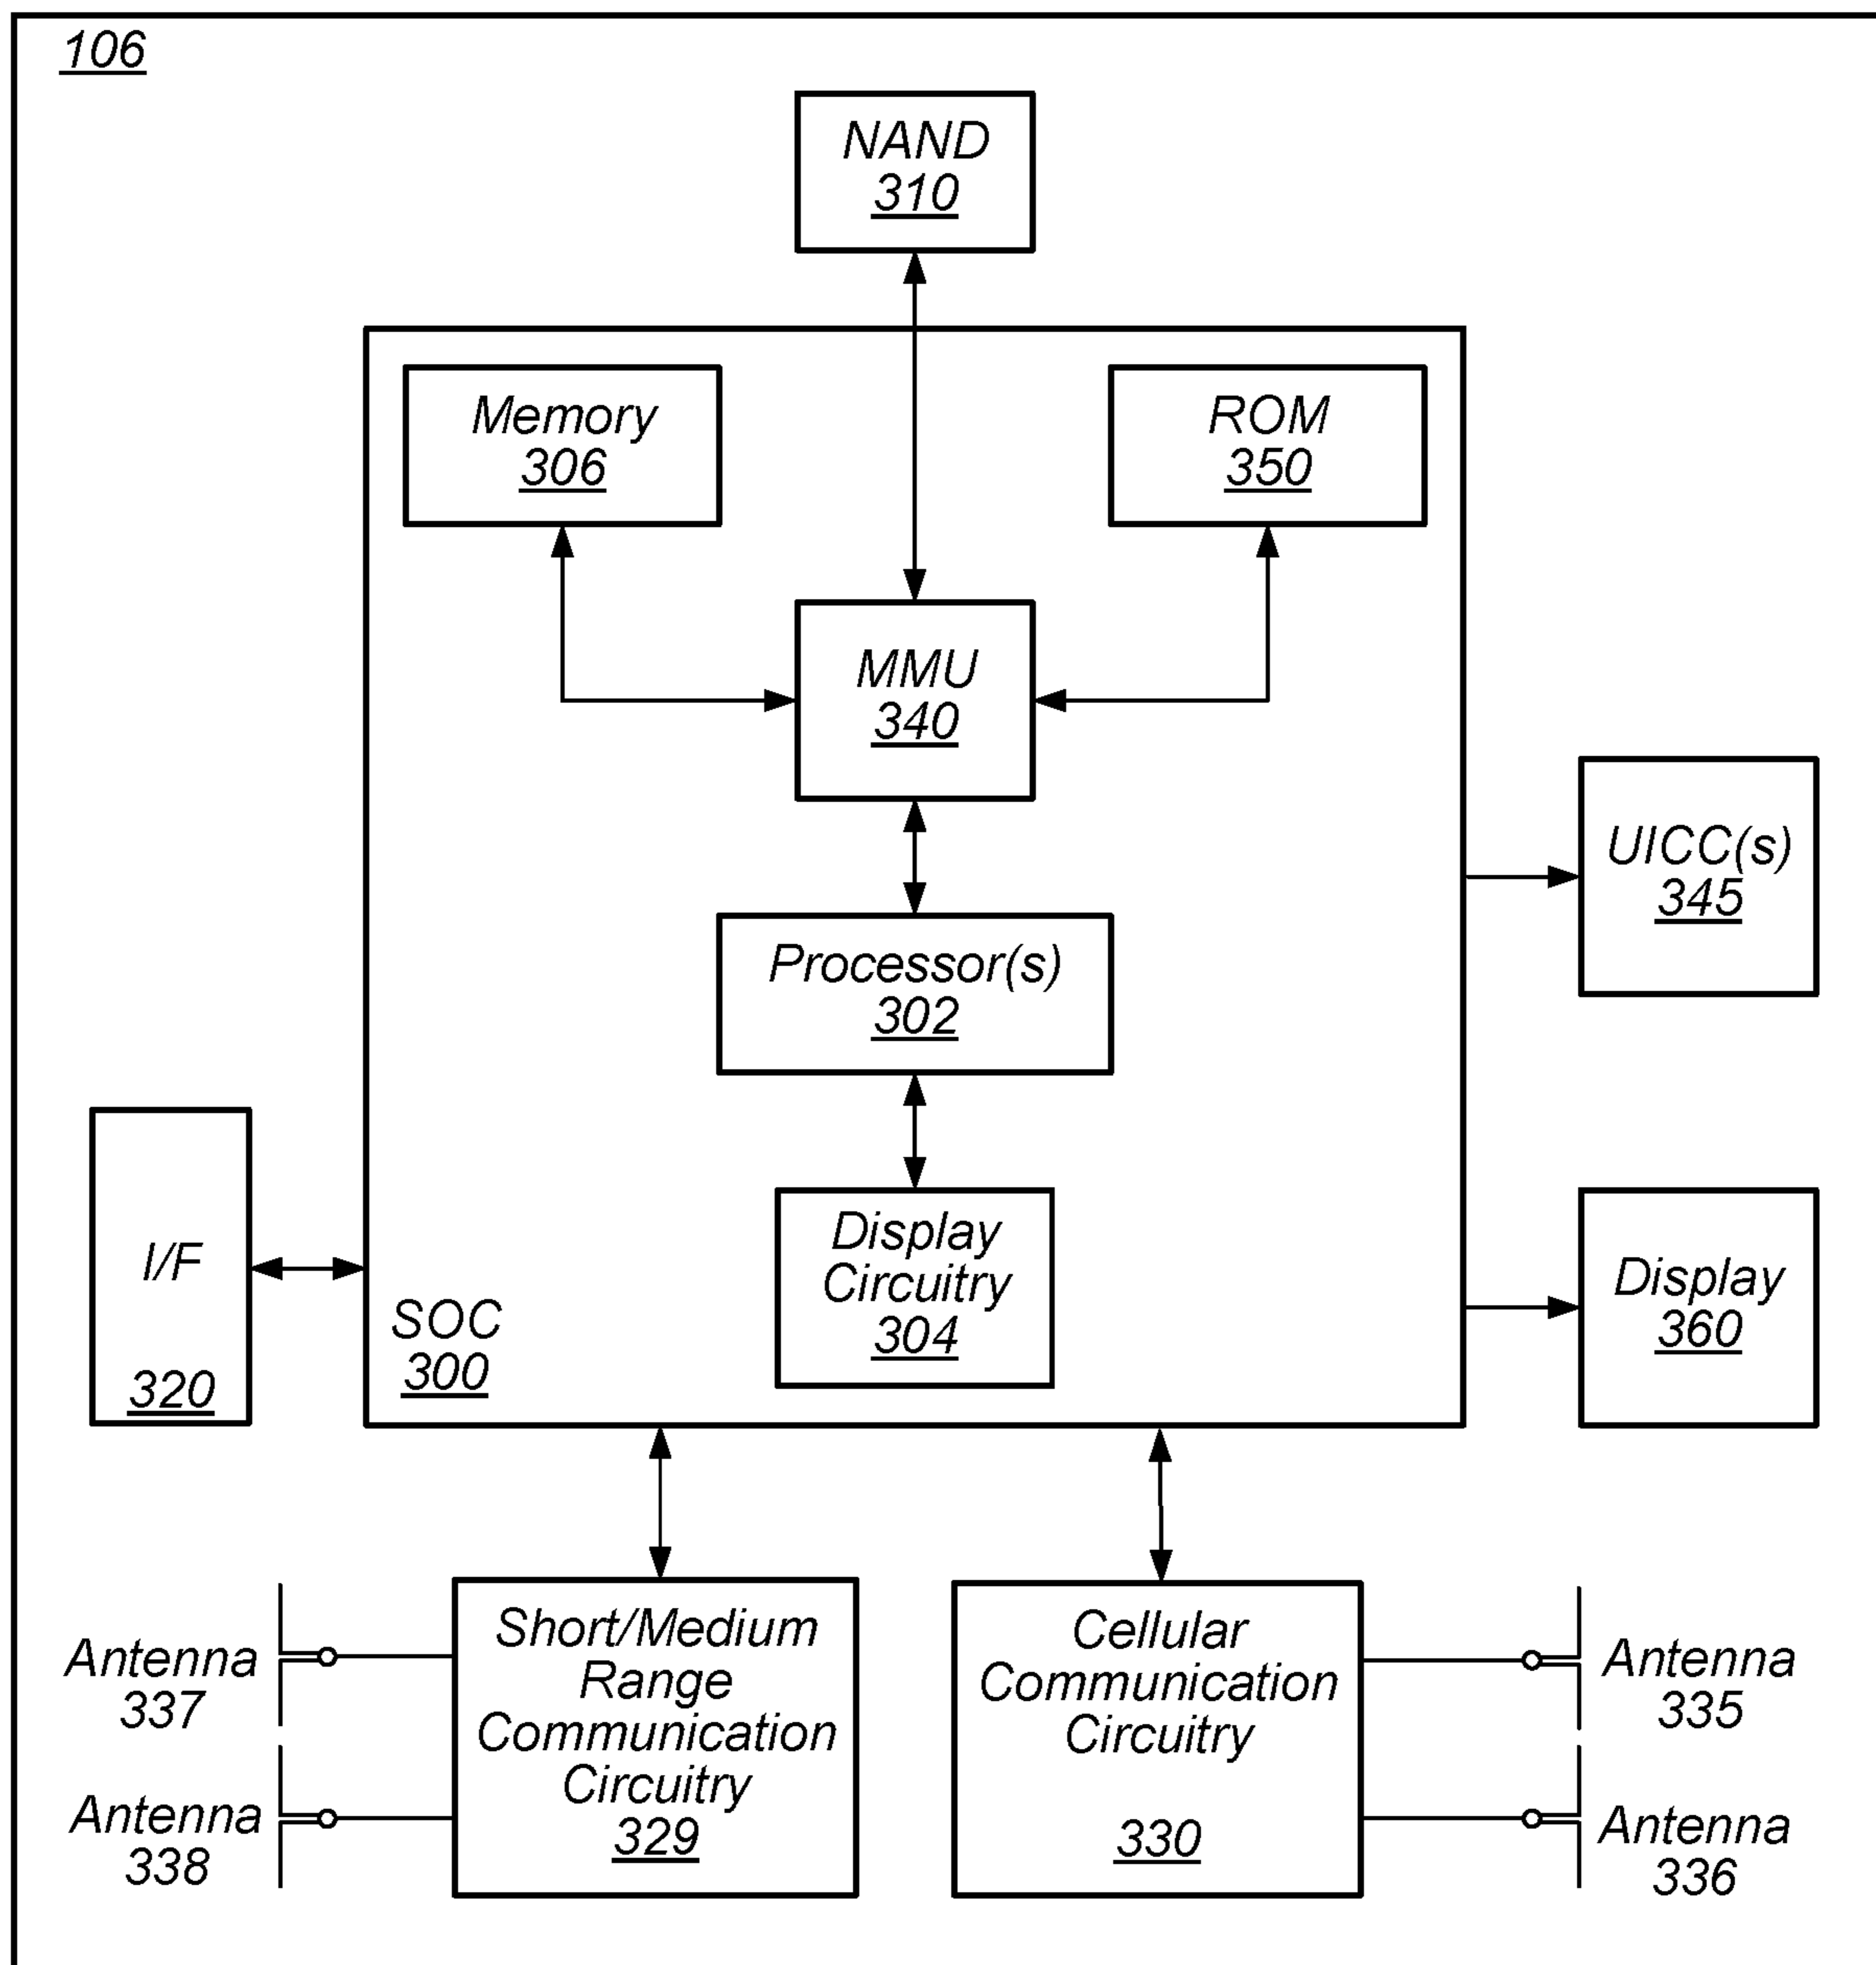 106
NAND
310
Memory
306
ROM
350
MMU
340
UICC(s)
345
Processor(s)
302
Display
Circuitry
304
I/F
320
SOC
300
Display
360
Short/Medium
Range
Communication
Circuitry
329
Cellular
Communication
Circuitry
330
Antenna
337
Antenna
338
Antenna
335
Antenna
336